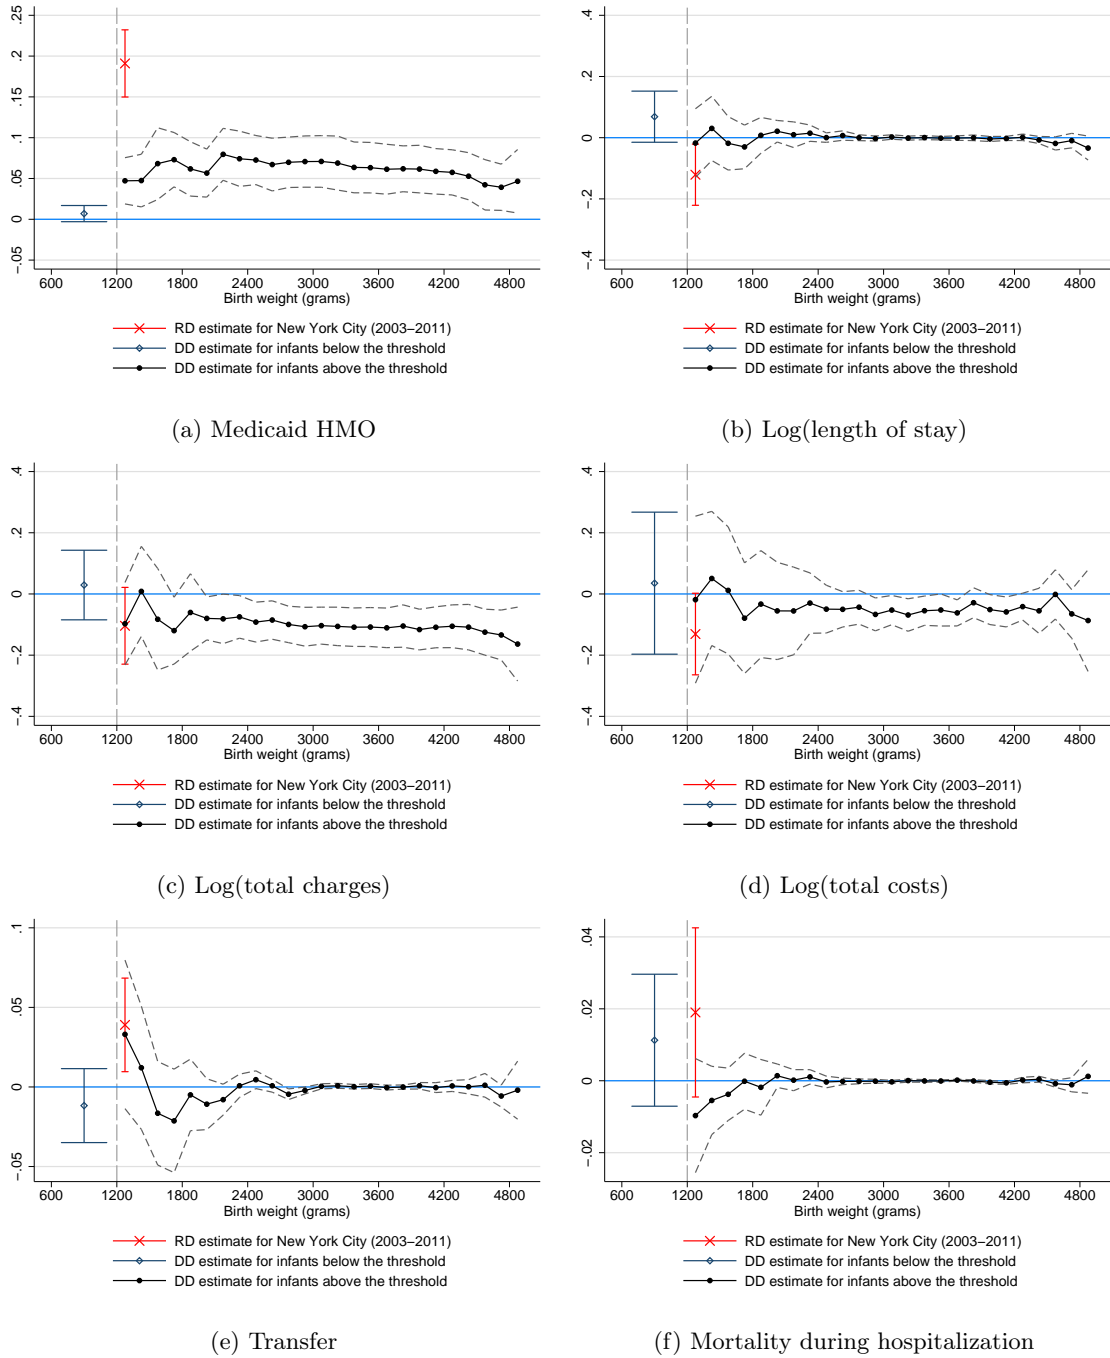 .25
.2
.15
.1
.05
0
-.05
600 1200 1800 2400 3000 3600 4200 4800
Birth weight (grams)
RD estimate for New York City (2003–2011)
DD estimate for infants below the threshold
DD estimate for infants above the threshold
(a) Medicaid HMO
.4
.2
0
-.2
-.4
600 1200 1800 2400 3000 3600 4200 4800
Birth weight (grams)
RD estimate for New York City (2003–2011)
DD estimate for infants below the threshold
DD estimate for infants above the threshold
(b) Log(length of stay)
.4
.2
0
-.2
-.4
600 1200 1800 2400 3000 3600 4200 4800
Birth weight (grams)
RD estimate for New York City (2003–2011)
DD estimate for infants below the threshold
DD estimate for infants above the threshold
(c) Log(total charges)
.4
.2
0
-.2
-.4
600 1200 1800 2400 3000 3600 4200 4800
Birth weight (grams)
RD estimate for New York City (2003–2011)
DD estimate for infants below the threshold
DD estimate for infants above the threshold
(d) Log(total costs)
.1
.05
0
-.05
600 1200 1800 2400 3000 3600 4200 4800
Birth weight (grams)
RD estimate for New York City (2003–2011)
DD estimate for infants below the threshold
DD estimate for infants above the threshold
(e) Transfer
.04
.02
0
-.02
600 1200 1800 2400 3000 3600 4200 4800
Birth weight (grams)
RD estimate for New York City (2003–2011)
DD estimate for infants below the threshold
DD estimate for infants above the threshold
(f) Mortality during hospitalization